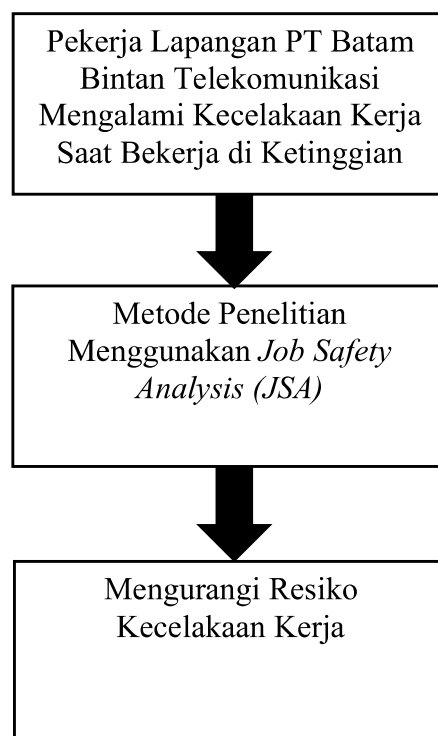 Pekerja Lapangan PT Batam
Bintan Telekomunikasi
Mengalami Kecelakaan Kerja
Saat Bekerja di Ketinggian
Metode Penelitian
Menggunakan Job Safety
Analysis (JSA)
Mengurangi Resiko
Kecelakaan Kerja